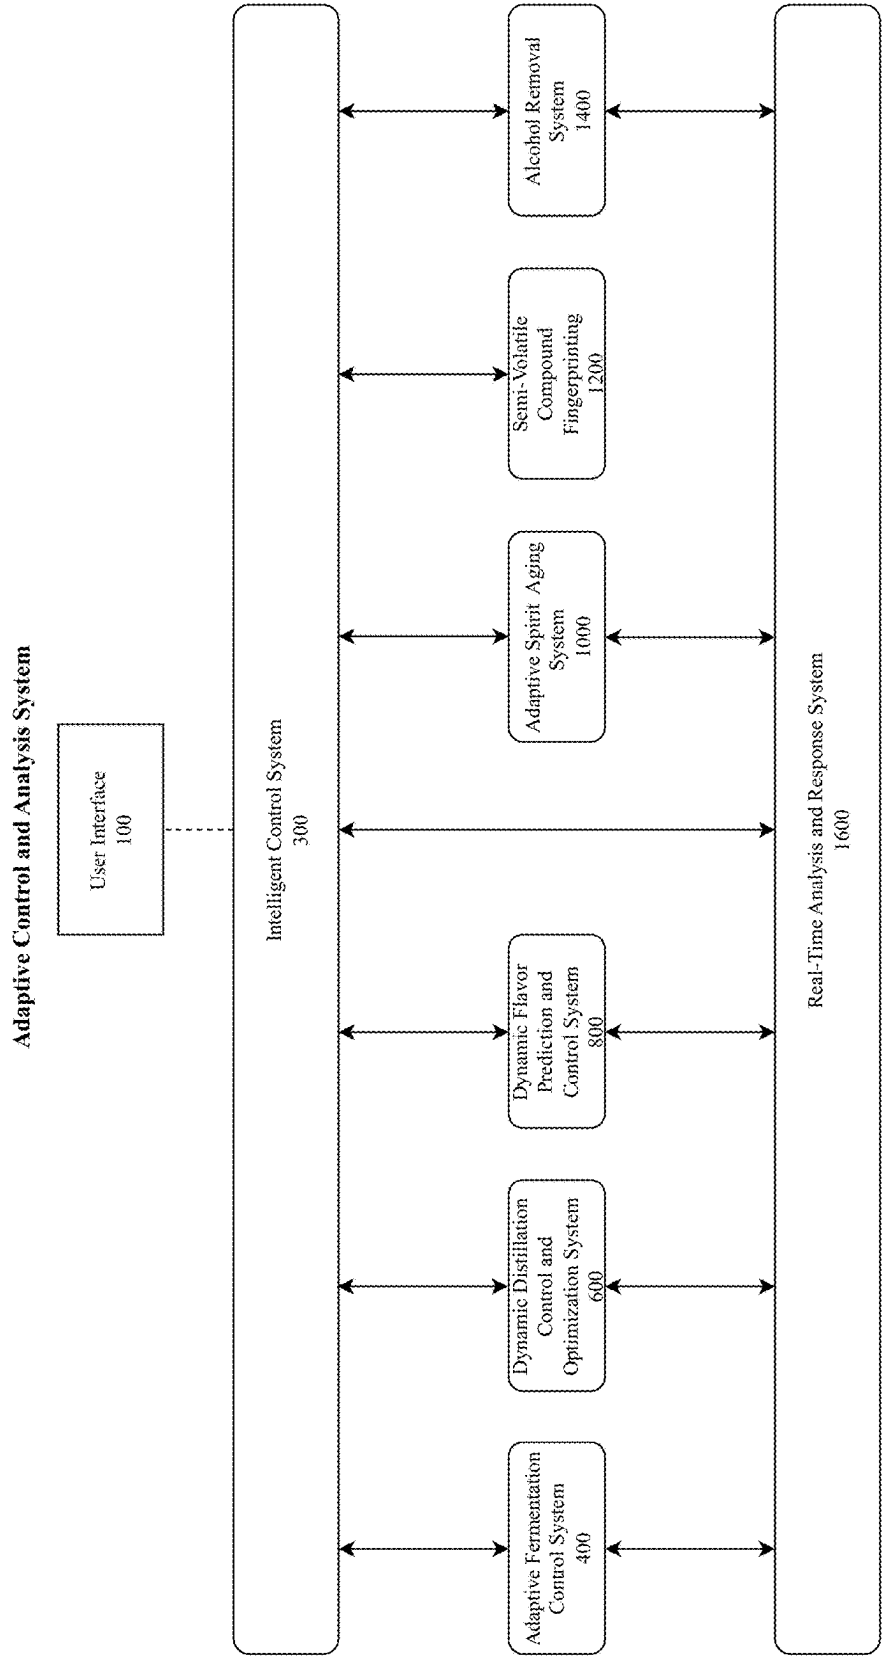 Adaptive Control and Analysis System
User Interface
100
Intelligent Control System
300
Adaptive Fermentation
Control System
400
Dynamic Distillation
Control and
Optimization System
600
Dynamic Flavor
Prediction and
Control System
800
Adaptive Spirit Aging
System
1000
Semi-Volatile
Compound
Fingerprinting
1200
Alcohol Removal
System
1400
Real-Time Analysis and Response System
1600